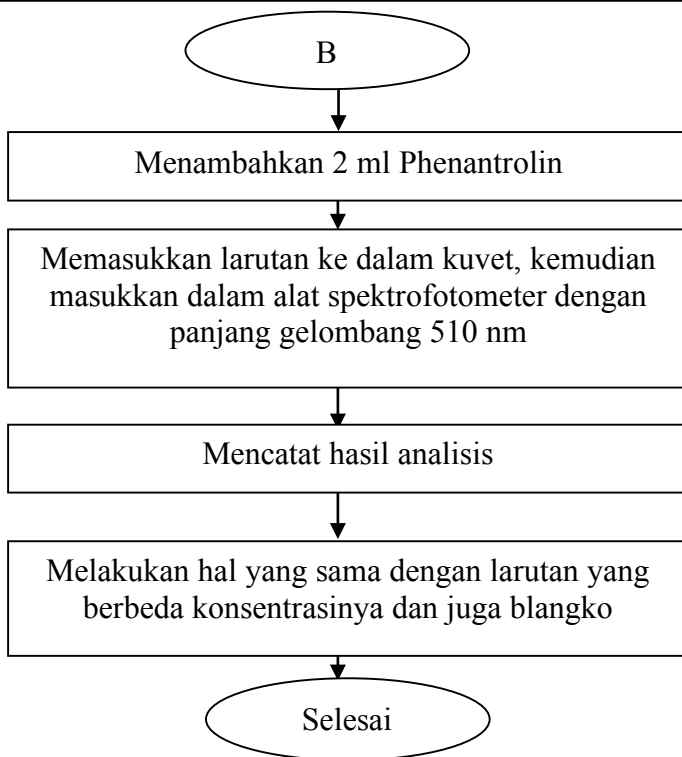 B
Menambahkan 2 ml Phenantrolin
Memasukkan larutan ke dalam kuvet, kemudian
masukkan dalam alat spektrofotometer dengan
panjang gelombang 510 nm
Mencatat hasil analisis
Melakukan hal yang sama dengan larutan yang
berbeda konsentrasinya dan juga blangko
Selesai